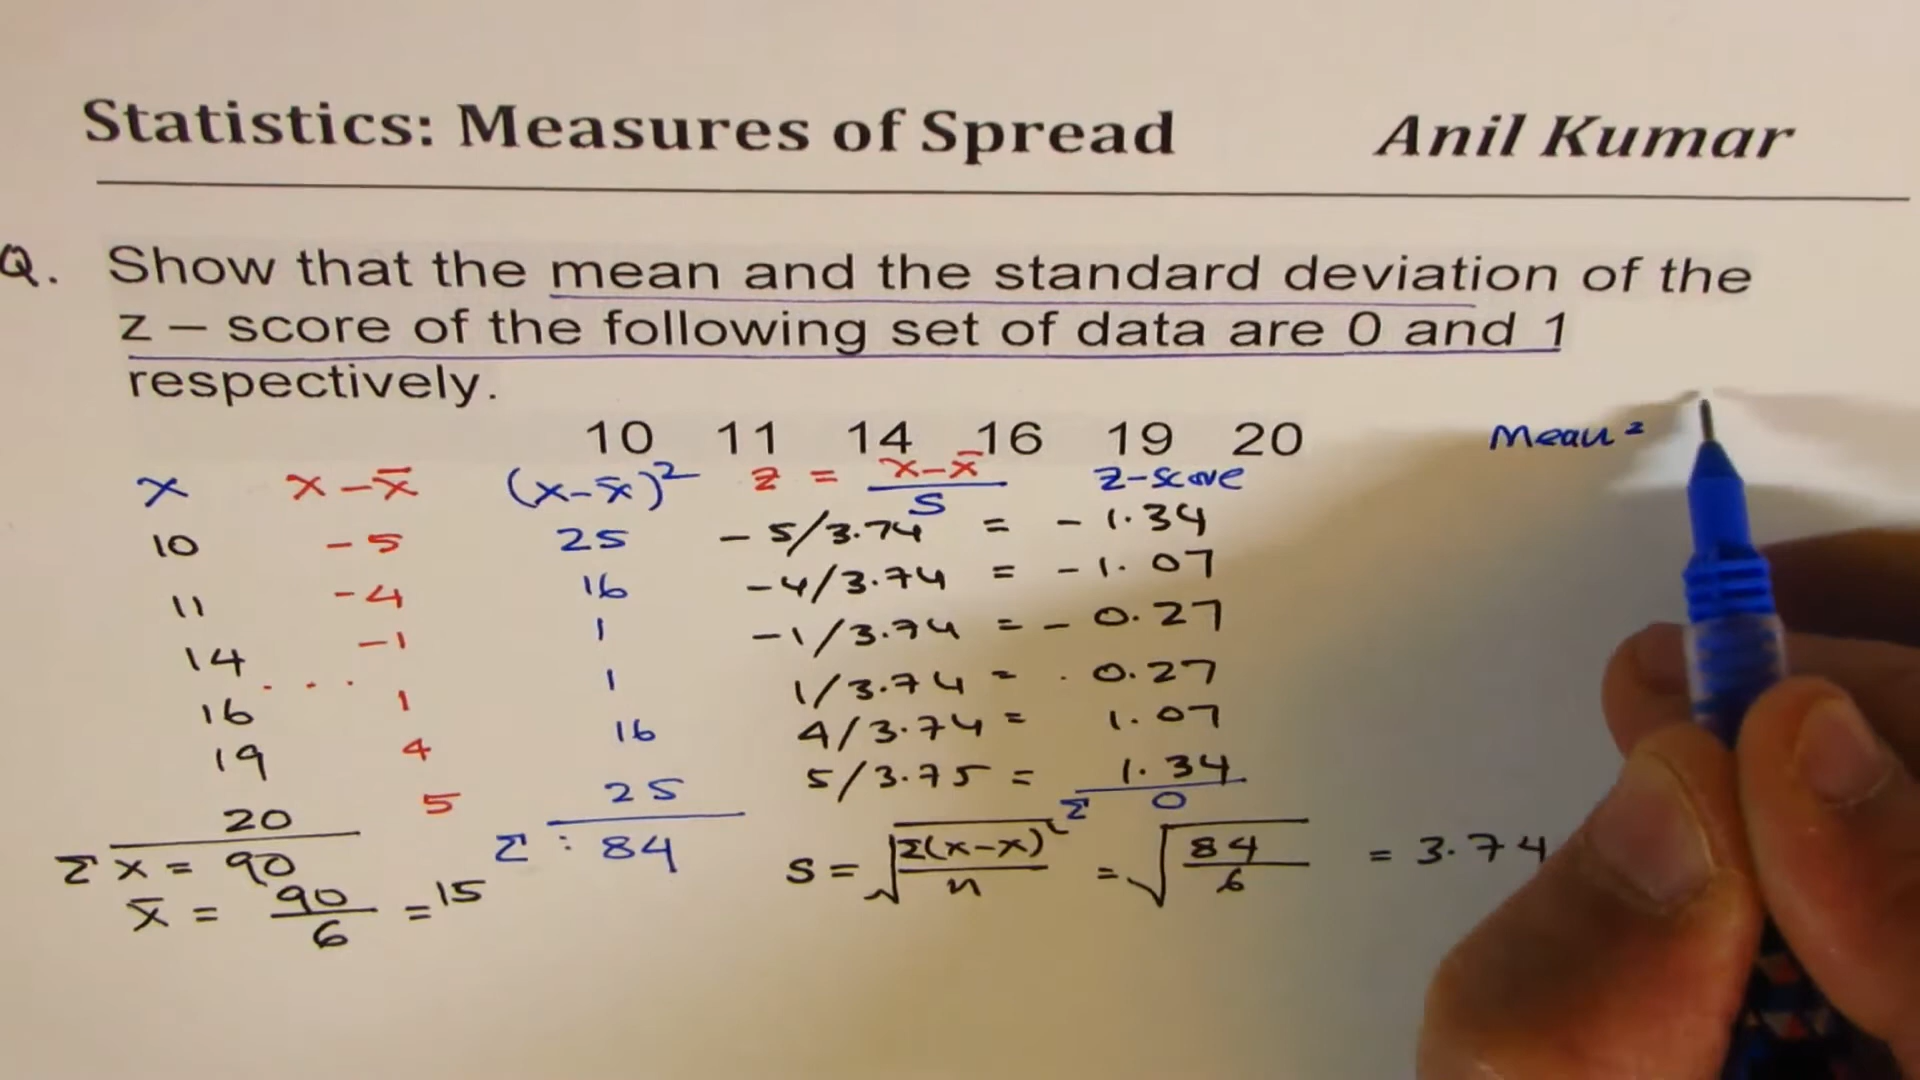 Statistics: Measures of Spread Anil Kumar
Q. Show that the mean and the standard deviation of the
z – score of the following set of data are 0 and 1
respectively.
10 11 14 16 19 20 Mean =
x x – x̄ (x – x̄)² z = (x – x̄)/S z-score
10 -5 25 -5/3.74 = -1.34
11 -4 16 -4/3.74 = -1.07
14 -1 1 -1/3.74 = -0.27
16 1 1 1/3.74 = 0.27
19 4 16 4/3.74 = 1.07
20 5 25 5/3.75 = 1.34
Σx = 90 Σ : 84 Σ 0
x̄ = 90/6 = 15 S = √(Σ(x-x)²/n) = √(84/6) = 3.74